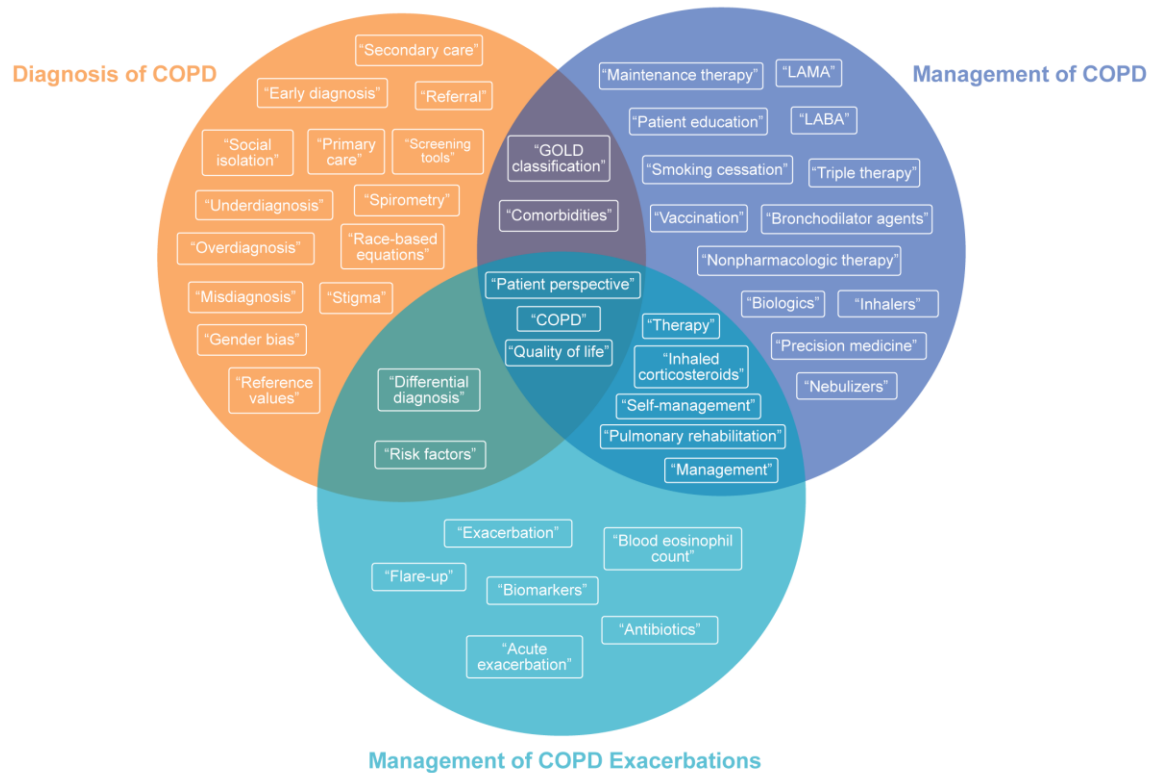 Diagnosis of COPD
“Secondary care”
“Early diagnosis”
“Referral”
“Social
isolation”
“Primary
care”
“Screening
tools”
“Underdiagnosis”
“Spirometry”
“Overdiagnosis”
“Race-based
equations”
“Misdiagnosis”
“Stigma”
“Gender bias”
“Reference
values”
“GOLD
classification”
“Comorbidities”
Management of COPD
“Maintenance therapy”
“LAMA”
“Patient education”
“LABA”
“Smoking cessation”
“Triple therapy”
“Vaccination”
“Bronchodilator agents”
“Nonpharmacologic therapy”
“Biologics”
“Inhalers”
“Precision medicine”
“Nebulizers”
“Patient perspective”
“COPD”
“Quality of life”
“Therapy”
“Inhaled
corticosteroids”
“Self-management”
“Pulmonary rehabilitation”
“Management”
“Differential
diagnosis”
“Risk factors”
“Exacerbation”
“Blood eosinophil
count”
“Flare-up”
“Biomarkers”
“Antibiotics”
“Acute
exacerbation”
Management of COPD Exacerbations